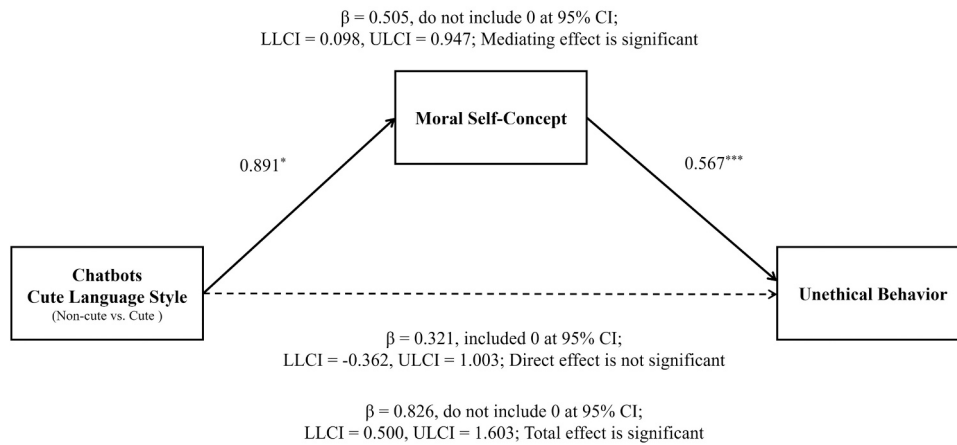 β = 0.505, do not include 0 at 95% CI;
LLCI = 0.098, ULCI = 0.947; Mediating effect is significant
Moral Self-Concept
0.891*
0.567***
Chatbots
Cute Language Style
(Non-cute vs. Cute )
Unethical Behavior
β = 0.321, included 0 at 95% CI;
LLCI = -0.362, ULCI = 1.003; Direct effect is not significant
β = 0.826, do not include 0 at 95% CI;
LLCI = 0.500, ULCI = 1.603; Total effect is significant